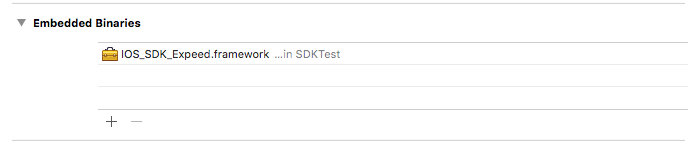 Embedded Binaries
IOS_SDK_Expeed.framework ...in SDKTest